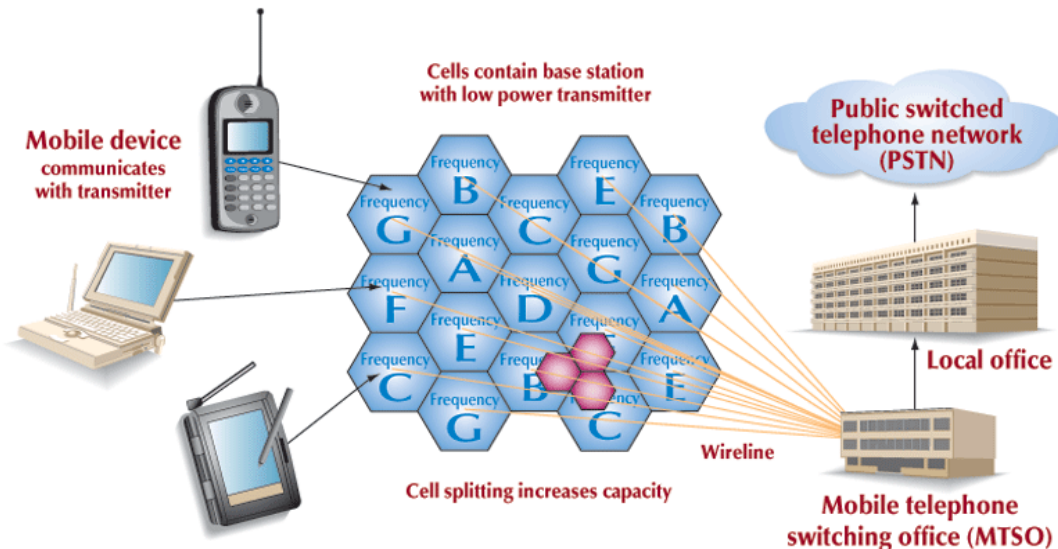 Cells contain base station
with low power transmitter
Public switched
telephone network
(PSTN)
Mobile device
communicates
with transmitter
Frequency
B
Frequency
E
Frequency
G
Frequency
C
Frequency
B
Frequency
A
Frequency
G
Frequency
F
Frequency
D
Frequency
A
Frequency
E
Frequency
Frequency
C
Frequency
B
Frequency
E
Frequency
G
C
Local office
Wireline
Cell splitting increases capacity
Mobile telephone
switching office (MTSO)